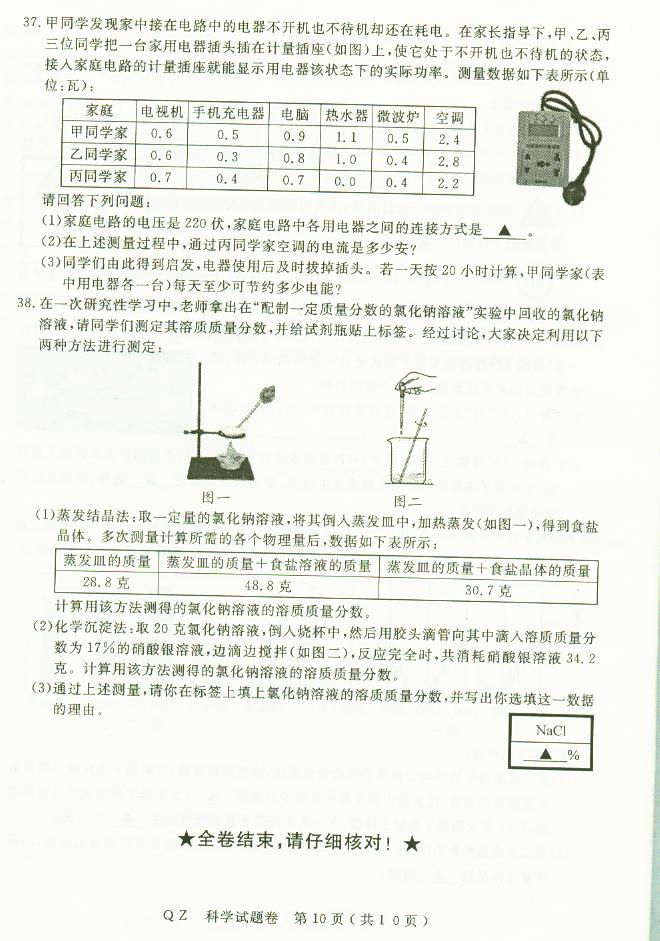 37. 甲同学发现家中接在电路中的电器不开机也不待机却还在耗电。在家长指导下,甲、乙、丙
三位同学把一台家用电器插头插在计量插座(如图)上,使它处于不开机也不待机的状态,
接入家庭电路的计量插座就能显示用电器该状态下的实际功率。测量数据如下表所示(单
位:瓦):
家庭 电视机 手机充电器 电脑 热水器 微波炉 空调
甲同学家 0.6 0.5 0.9 1.1 0.5 2.4
乙同学家 0.6 0.3 0.8 1.0 0.4 2.8
丙同学家 0.7 0.4 0.7 0.0 0.4 2.2
请回答下列问题:
(1)家庭电路的电压是 220 伏,家庭电路中各用电器之间的连接方式是 ▲ 。
(2)在上述测量过程中,通过丙同学家空调的电流是多少安?
(3)同学们由此得到启发,电器使用后及时拔掉插头。若一天按 20 小时计算,甲同学家(表
中用电器各一台)每天至少可节约多少电能?
38. 在一次研究性学习中,老师拿出在“配制一定质量分数的氯化钠溶液”实验中回收的氯化钠
溶液,请同学们测定其溶质质量分数,并给试剂瓶贴上标签。经过讨论,大家决定利用以下
两种方法进行测定:
图一 图二
(1)蒸发结晶法:取一定量的氯化钠溶液,将其倒入蒸发皿中,加热蒸发(如图一),得到食盐
晶体。多次测量计算所需的各个物理量后,数据如下表所示:
蒸发皿的质量 蒸发皿的质量+食盐溶液的质量 蒸发皿的质量+食盐晶体的质量
28.8 克 48.8 克 30.7 克
计算用该方法测得的氯化钠溶液的溶质质量分数。
(2)化学沉淀法:取 20 克氯化钠溶液,倒入烧杯中,然后用胶头滴管向其中滴入溶质质量分
数为 17%的硝酸银溶液,边滴边搅拌(如图二),反应完全时,共消耗硝酸银溶液 34.2
克。计算用该方法测得的氯化钠溶液的溶质质量分数。
(3)通过上述测量,请你在标签上填上氯化钠溶液的溶质质量分数,并写出你选填这一数据
的理由。
NaCl
▲ %
★全卷结束,请仔细核对! ★
QZ 科学试题卷 第 10 页 (共 1 0 页)